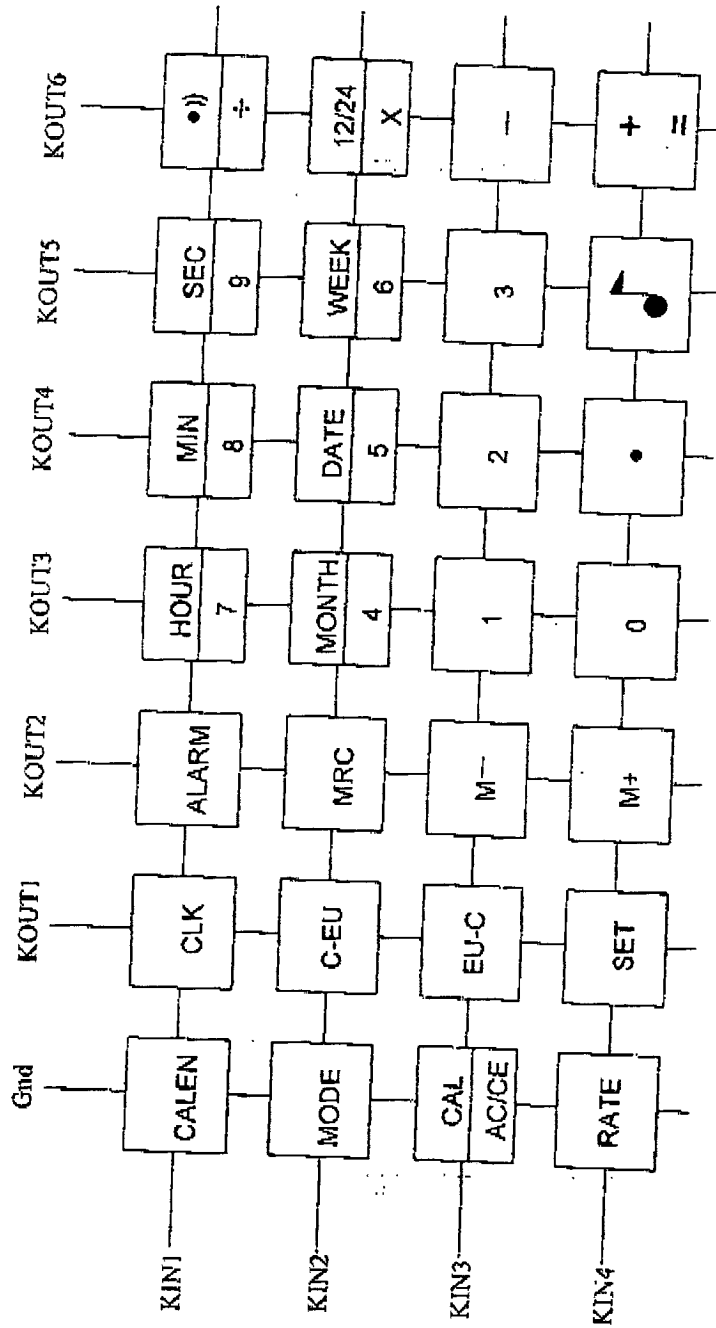 Gnd KOUT1 KOUT2 KOUT3 KOUT4 KOUT5 KOUT6
KIN1 CALEN CLK ALARM HOUR MIN SEC •))
7 8 9 ÷
KIN2 MODE C-EU MRC MONTH DATE WEEK 12/24
4 5 6 X
KIN3 CAL EU-C M— 1 2 3 —
AC/CE
KIN4 RATE SET M+ 0 • +
=